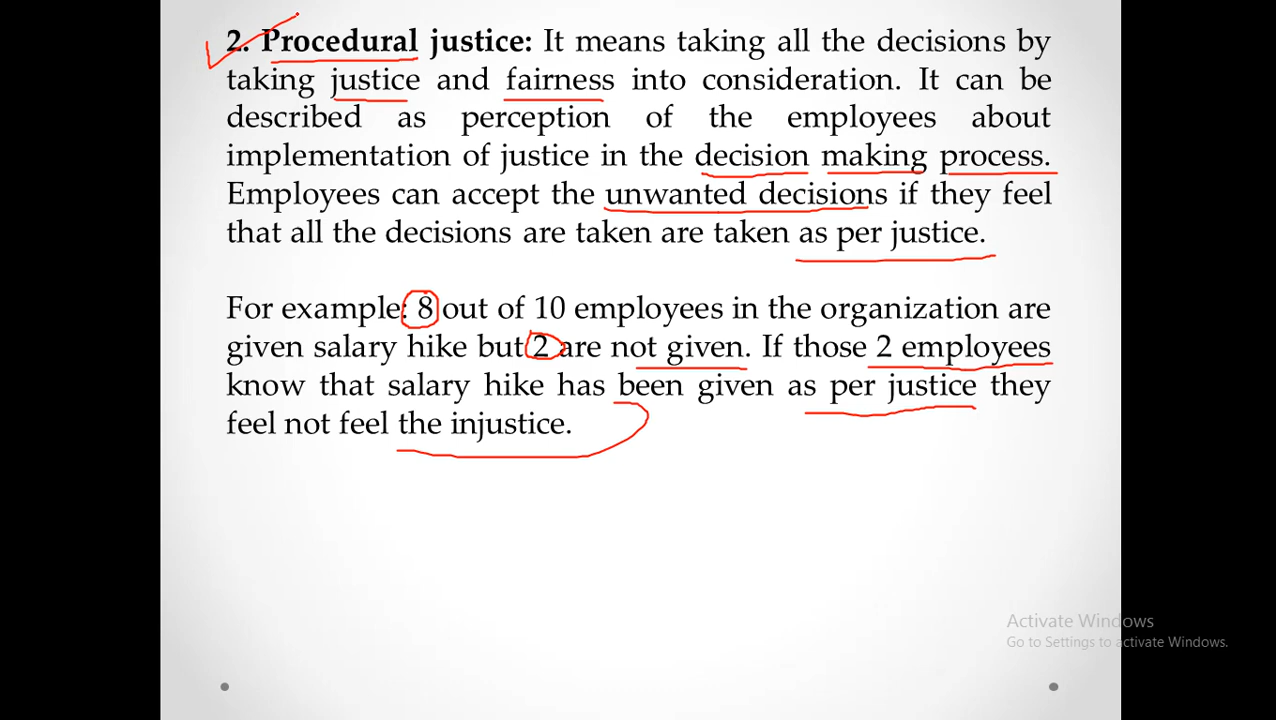 2. Procedural justice: It means taking all the decisions by
taking justice and fairness into consideration. It can be
described as perception of the employees about
implementation of justice in the decision making process.
Employees can accept the unwanted decisions if they feel
that all the decisions are taken are taken as per justice.
For example: 8 out of 10 employees in the organization are
given salary hike but 2 are not given. If those 2 employees
know that salary hike has been given as per justice they
feel not feel the injustice.
Activate Windows
Go to Settings to activate Windows.